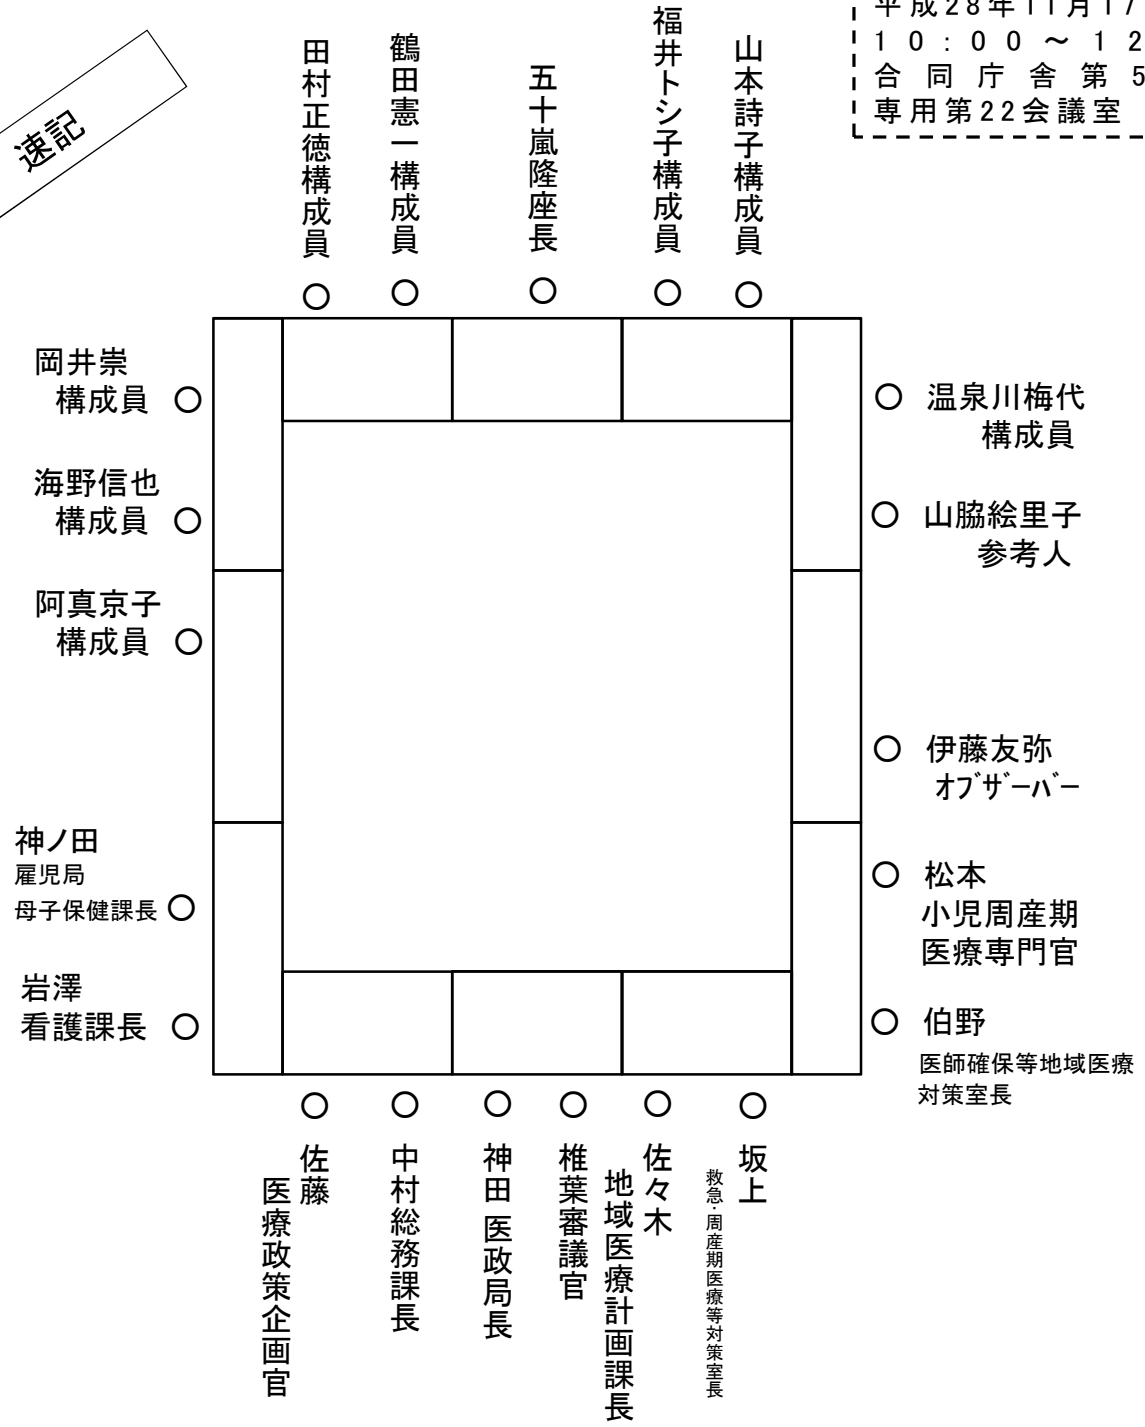 平成28年11月17
10:00～12
合同庁舎第5
専用第22会議室
速記
田村正徳構成員
鶴田憲一構成員
五十嵐隆座長
福井トシ子構成員
山本詩子構成員
岡井崇
構成員
海野信也
構成員
阿真京子
構成員
神ノ田
雇児局
母子保健課長
岩澤
看護課長
温泉川梅代
構成員
山脇絵里子
参考人
伊藤友弥
ｵﾌﾞｻﾞｰﾊﾞｰ
松本
小児周産期
医療専門官
伯野
医師確保等地域医療
対策室長
佐藤
医療政策企画官
中村総務課長
神田 医政局長
椎葉審議官
佐々木
地域医療計画課長
坂上
救急･周産期医療等対策室長